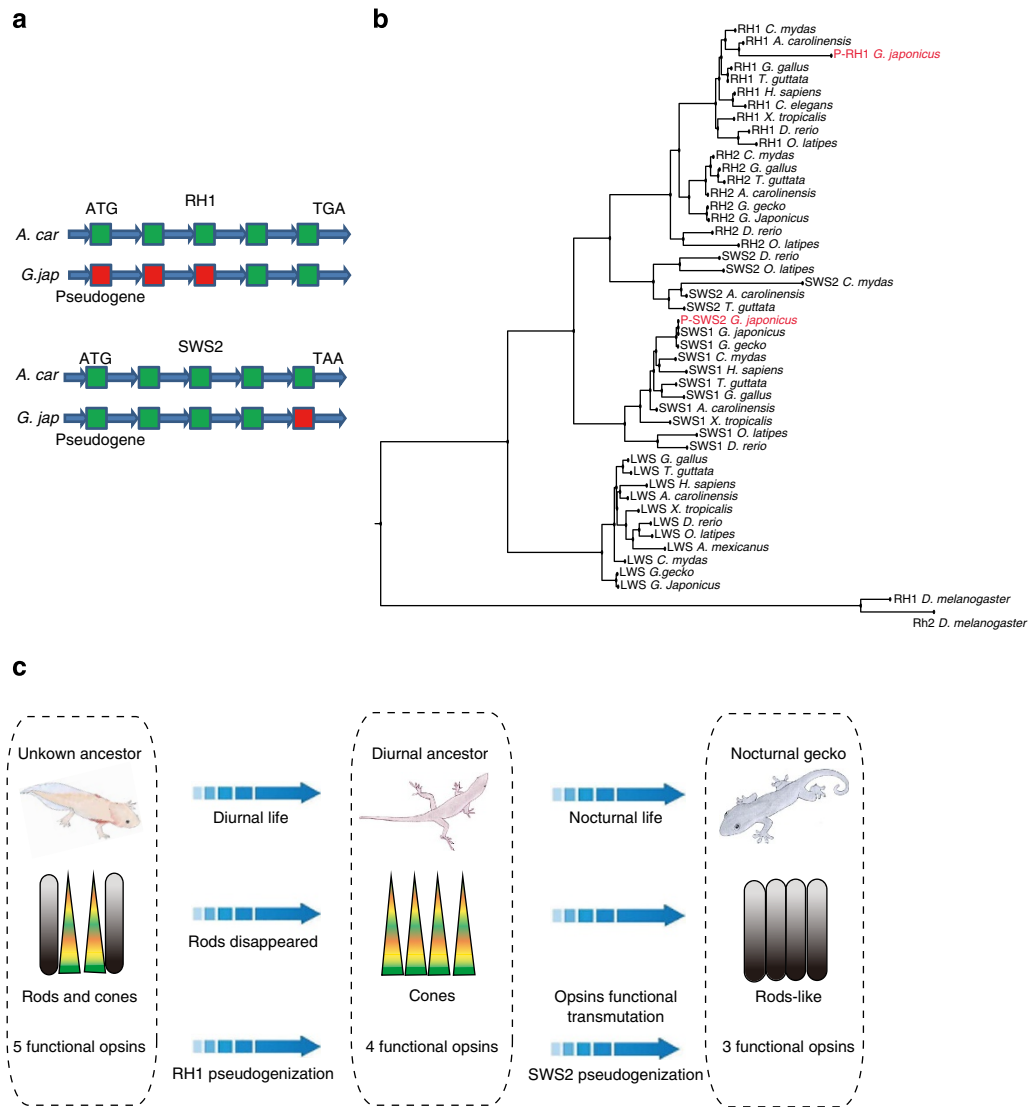 a
RH1
ATG
TGA
A. car
G.jap
Pseudogene
SWS2
ATG
TAA
A. car
G. jap
Pseudogene
b
RH1 C. mydas
RH1 A. carolinensis
P-RH1 G. japonicus
RH1 G. gallus
RH1 T. guttata
RH1 H. sapiens
RH1 C. elegans
RH1 X. tropicalis
RH1 D. rerio
RH1 O. latipes
RH2 C. mydas
RH2 G. gallus
RH2 T. guttata
RH2 A. carolinensis
RH2 G. gecko
RH2 G. Japonicus
RH2 D. rerio
RH2 O. latipes
SWS2 D. rerio
SWS2 O. latipes
SWS2 C. mydas
SWS2 A. carolinensis
SWS2 T. guttata
P-SWS2 G. japonicus
SWS1 G. japonicus
SWS1 G. gecko
SWS1 C. mydas
SWS1 H. sapiens
SWS1 T. guttata
SWS1 G. gallus
SWS1 A. carolinensis
SWS1 X. tropicalis
SWS1 O. latipes
SWS1 D. rerio
LWS G. gallus
LWS T. guttata
LWS H. sapiens
LWS A. carolinensis
LWS X. tropicalis
LWS D. rerio
LWS O. latipes
LWS A. mexicanus
LWS C. mydas
LWS G.gecko
LWS G. Japonicus
RH1 D. melanogaster
Rh2 D. melanogaster
c
Unkown ancestor
Diurnal life
Diurnal ancestor
Nocturnal life
Nocturnal gecko
Rods disappeared
Rods and cones
Cones
Opsins functional
transmutation
Rods-like
5 functional opsins
RH1 pseudogenization
4 functional opsins
SWS2 pseudogenization
3 functional opsins